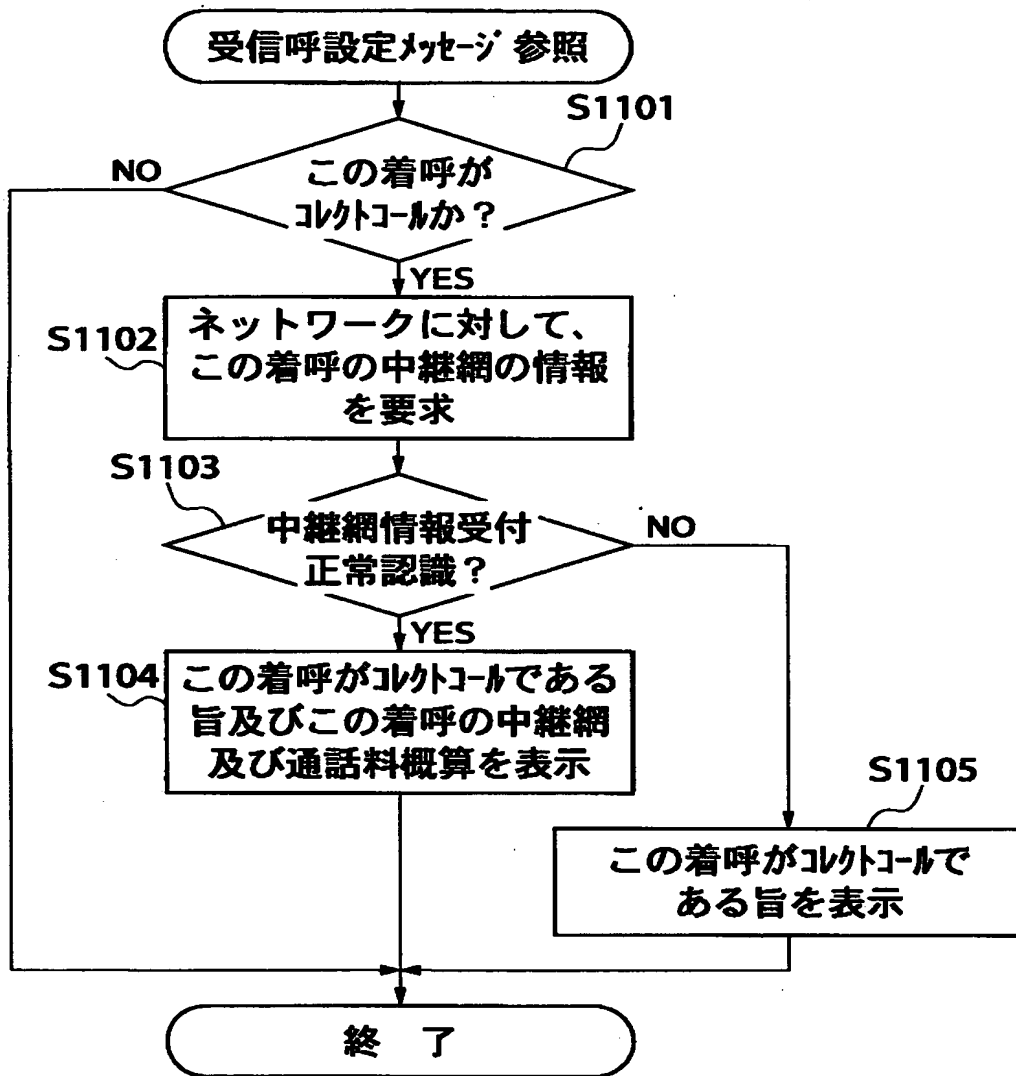 受信呼設定ﾒｯｾｰｼﾞ 参照
S1101
NO
この着呼が
ｺﾚｸﾄｺｰﾙか？
YES
S1102
ネットワークに対して、
この着呼の中継網の情報
を要求
S1103
中継網情報受付
正常認識？
NO
YES
S1104
この着呼がｺﾚｸﾄｺｰﾙである
旨及びこの着呼の中継網
及び通話料概算を表示
S1105
この着呼がｺﾚｸﾄｺｰﾙで
ある旨を表示
終 了